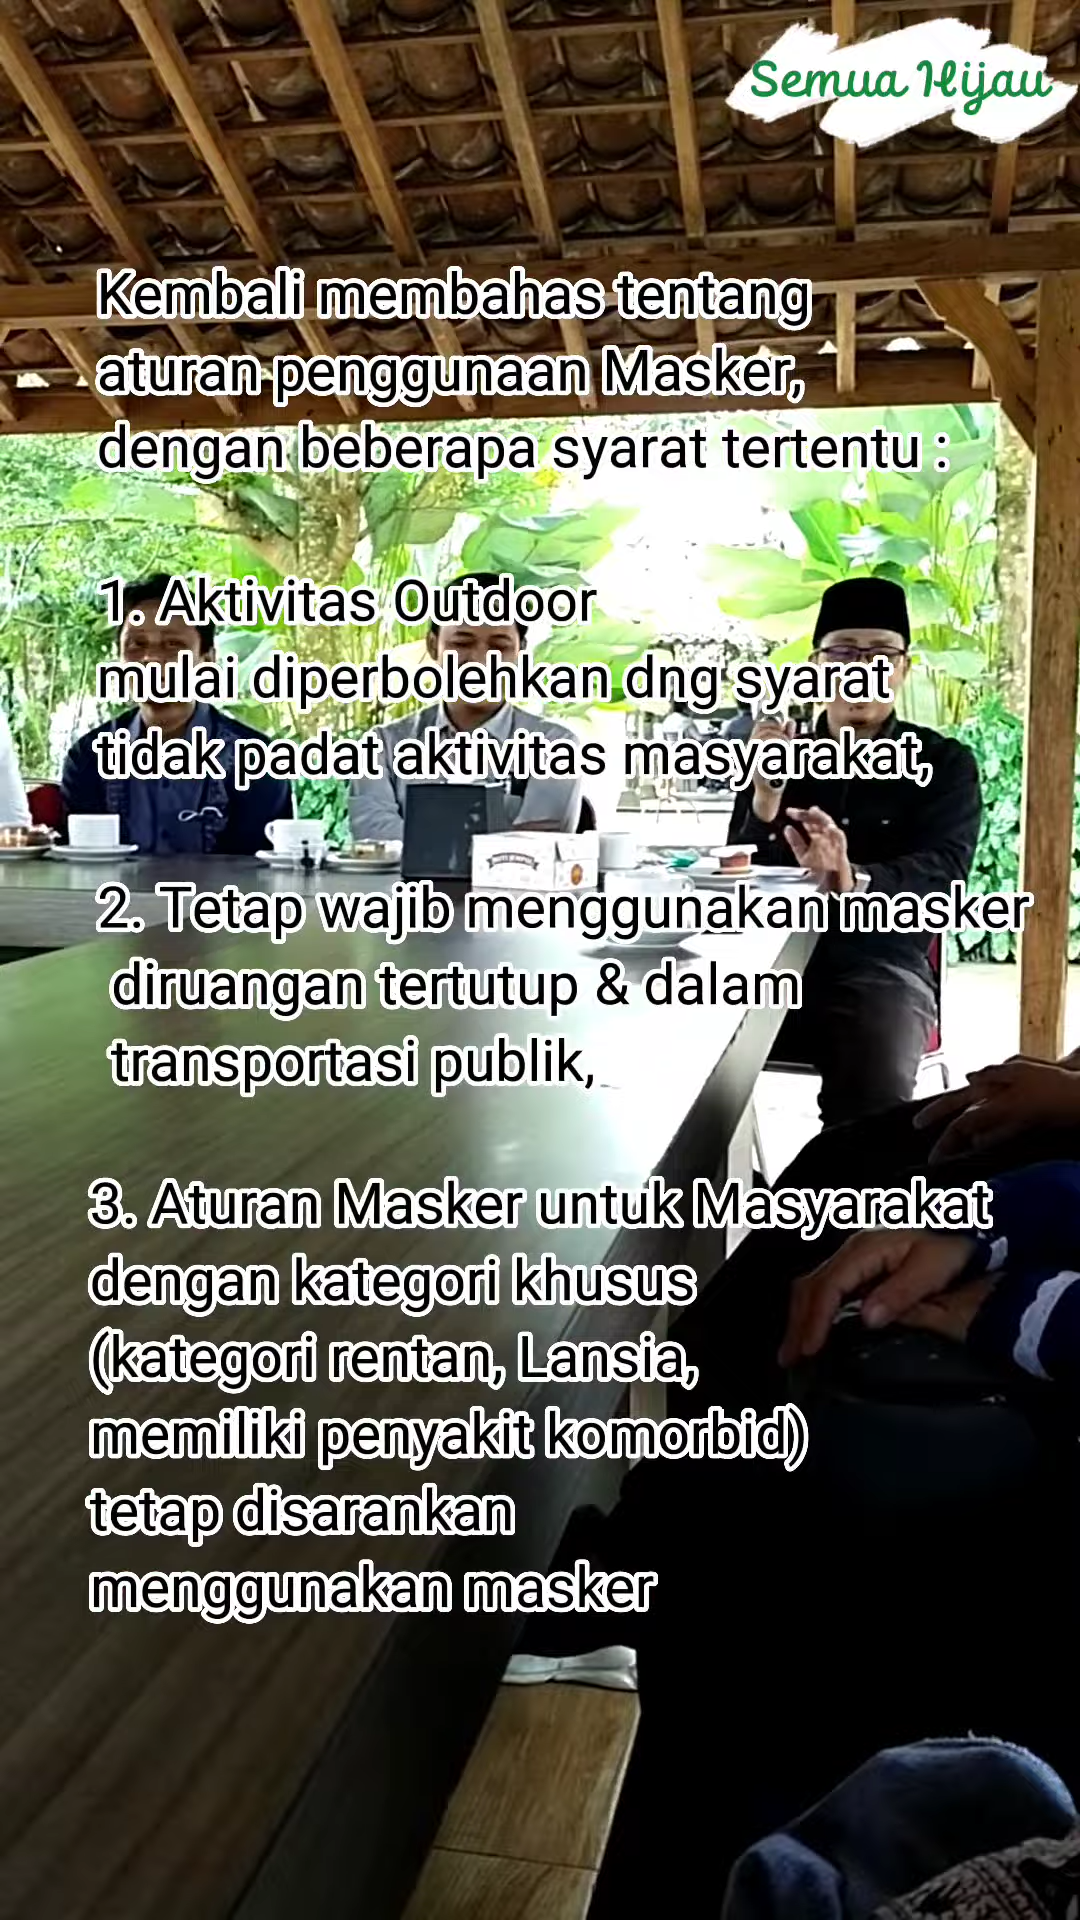 Semua Hijau
Kembali membahas tentang
aturan penggunaan Masker,
dengan beberapa syarat tertentu :
1. Aktivitas Outdoor
mulai diperbolehkan dng syarat
tidak padat aktivitas masyarakat,
2. Tetap wajib menggunakan masker
diruangan tertutup & dalam
transportasi publik,
3. Aturan Masker untuk Masyarakat
dengan kategori khusus
(kategori rentan, Lansia,
memiliki penyakit komorbid)
tetap disarankan
menggunakan masker